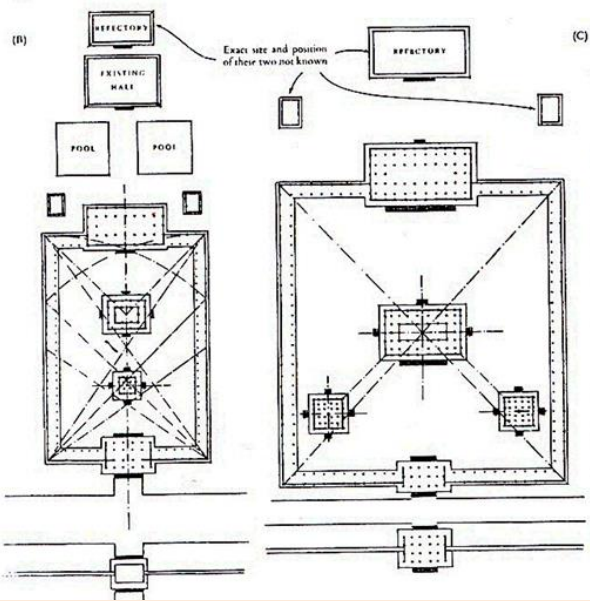 (B)
REFECTORY
Exact site and position
of these two not known
REFECTORY
(C)
EXISTING
HALL
POOL
POOL